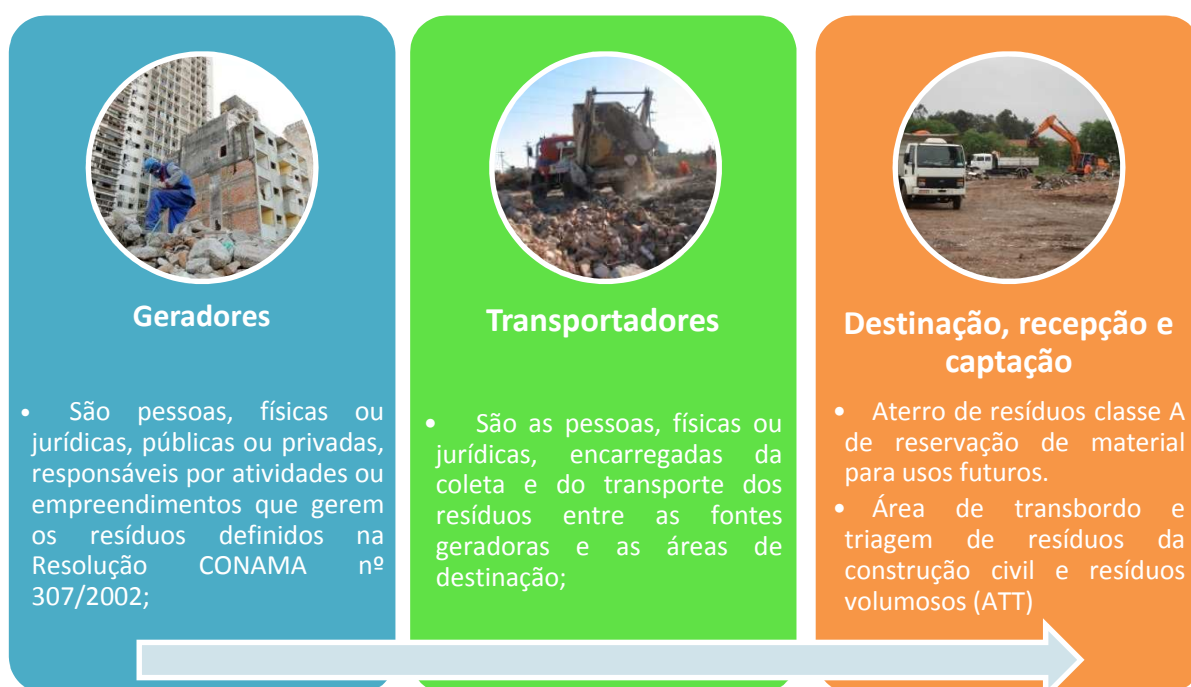 Geradores
• São pessoas, físicas ou
jurídicas, públicas ou privadas,
responsáveis por atividades ou
empreendimentos que gerem
os resíduos definidos na
Resolução CONAMA nº
307/2002;
Transportadores
• São as pessoas, físicas ou
jurídicas, encarregadas da
coleta e do transporte dos
resíduos entre as fontes
geradoras e as áreas de
destinação;
Destinação, recepção e
captação
• Aterro de resíduos classe A
de reservação de material
para usos futuros.
• Área de transbordo e
triagem de resíduos da
construção civil e resíduos
volumosos (ATT)